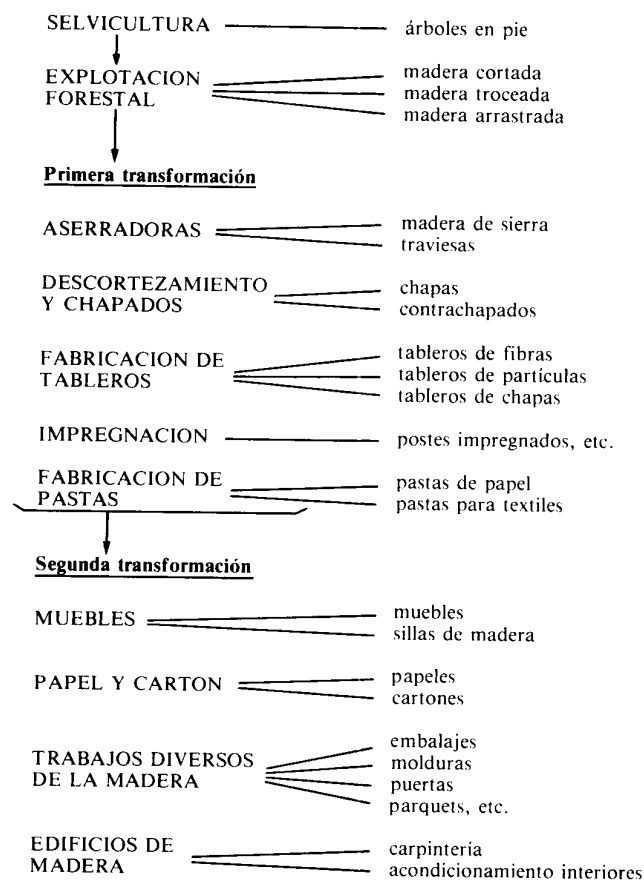 SELVICULTURA árboles en pie
EXPLOTACION
FORESTAL
madera cortada
madera troceada
madera arrastrada
Primera transformación
ASERRADORAS
madera de sierra
traviesas
DESCORTEZAMIENTO
Y CHAPADOS
chapas
contrachapados
FABRICACION DE
TABLEROS
tableros de fibras
tableros de partículas
tableros de chapas
IMPREGNACION postes impregnados, etc.
FABRICACION DE
PASTAS
pastas de papel
pastas para textiles
Segunda transformación
MUEBLES
muebles
sillas de madera
PAPEL Y CARTON
papeles
cartones
TRABAJOS DIVERSOS
DE LA MADERA
embalajes
molduras
puertas
parquets, etc.
EDIFICIOS DE
MADERA
carpintería
acondicionamiento interiores